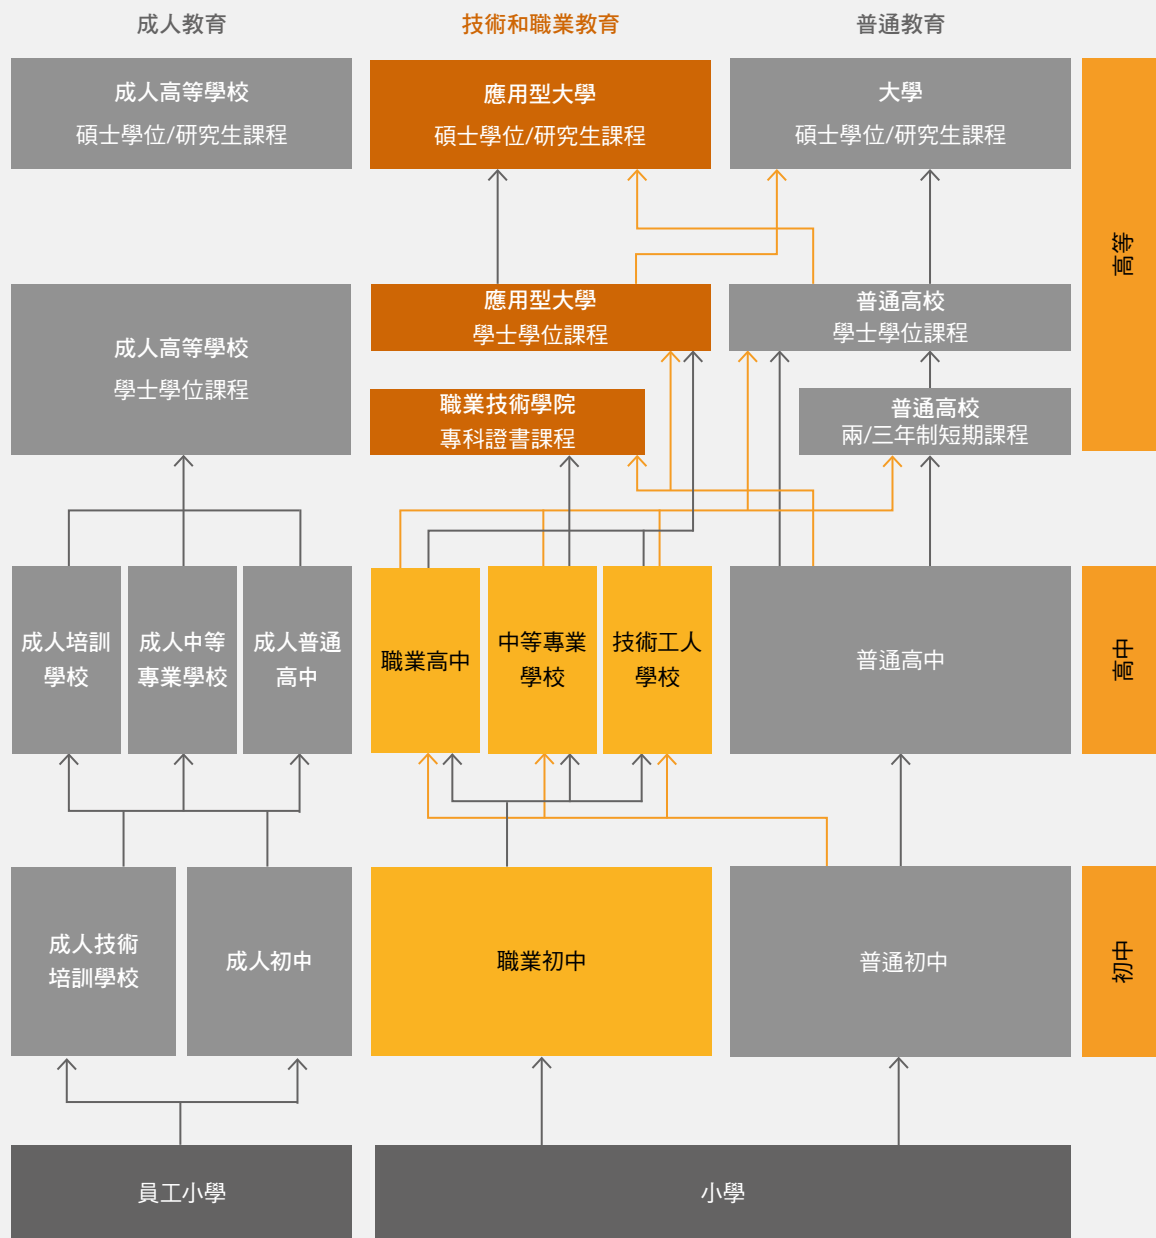 成人教育
技術和職業教育
普通教育
成人高等學校
碩士學位/研究生課程
應用型大學
碩士學位/研究生課程
大學
碩士學位/研究生課程
高等
成人高等學校
學士學位課程
應用型大學
學士學位課程
普通高校
學士學位課程
職業技術學院
專科證書課程
普通高校
兩/三年制短期課程
成人培訓
學校
成人中等
專業學校
成人普通
高中
職業高中
中等專業
學校
技術工人
學校
普通高中
高中
成人技術
培訓學校
成人初中
職業初中
普通初中
初中
員工小學
小學